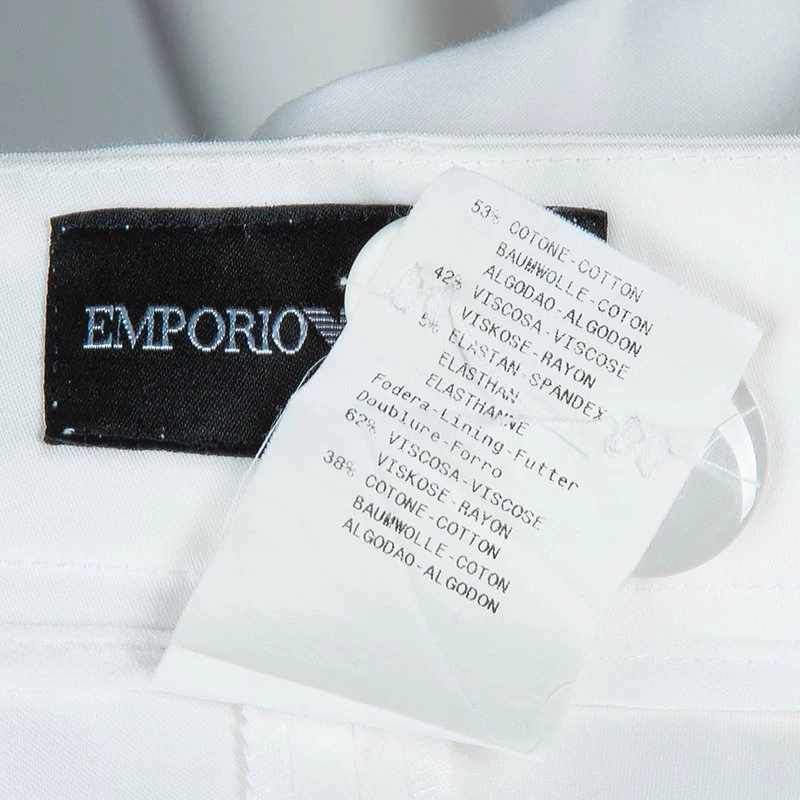 EMPORIO
53% COTONE-COTTON
BAUMWOLLE-COTON
ALGODAO-ALGODON
42% VISCOSA-VISCOSE
VISKOSE-RAYON
5% ELASTAN-SPANDEX
ELASTHAN
ELASTHANNE
Fodera-Lining-Futter
Doublure-Forro
62% VISCOSA-VISCOSE
VISKOSE-RAYON
38% COTONE-COTTON
BAUMWOLLE-COTON
ALGODAO-ALGODON